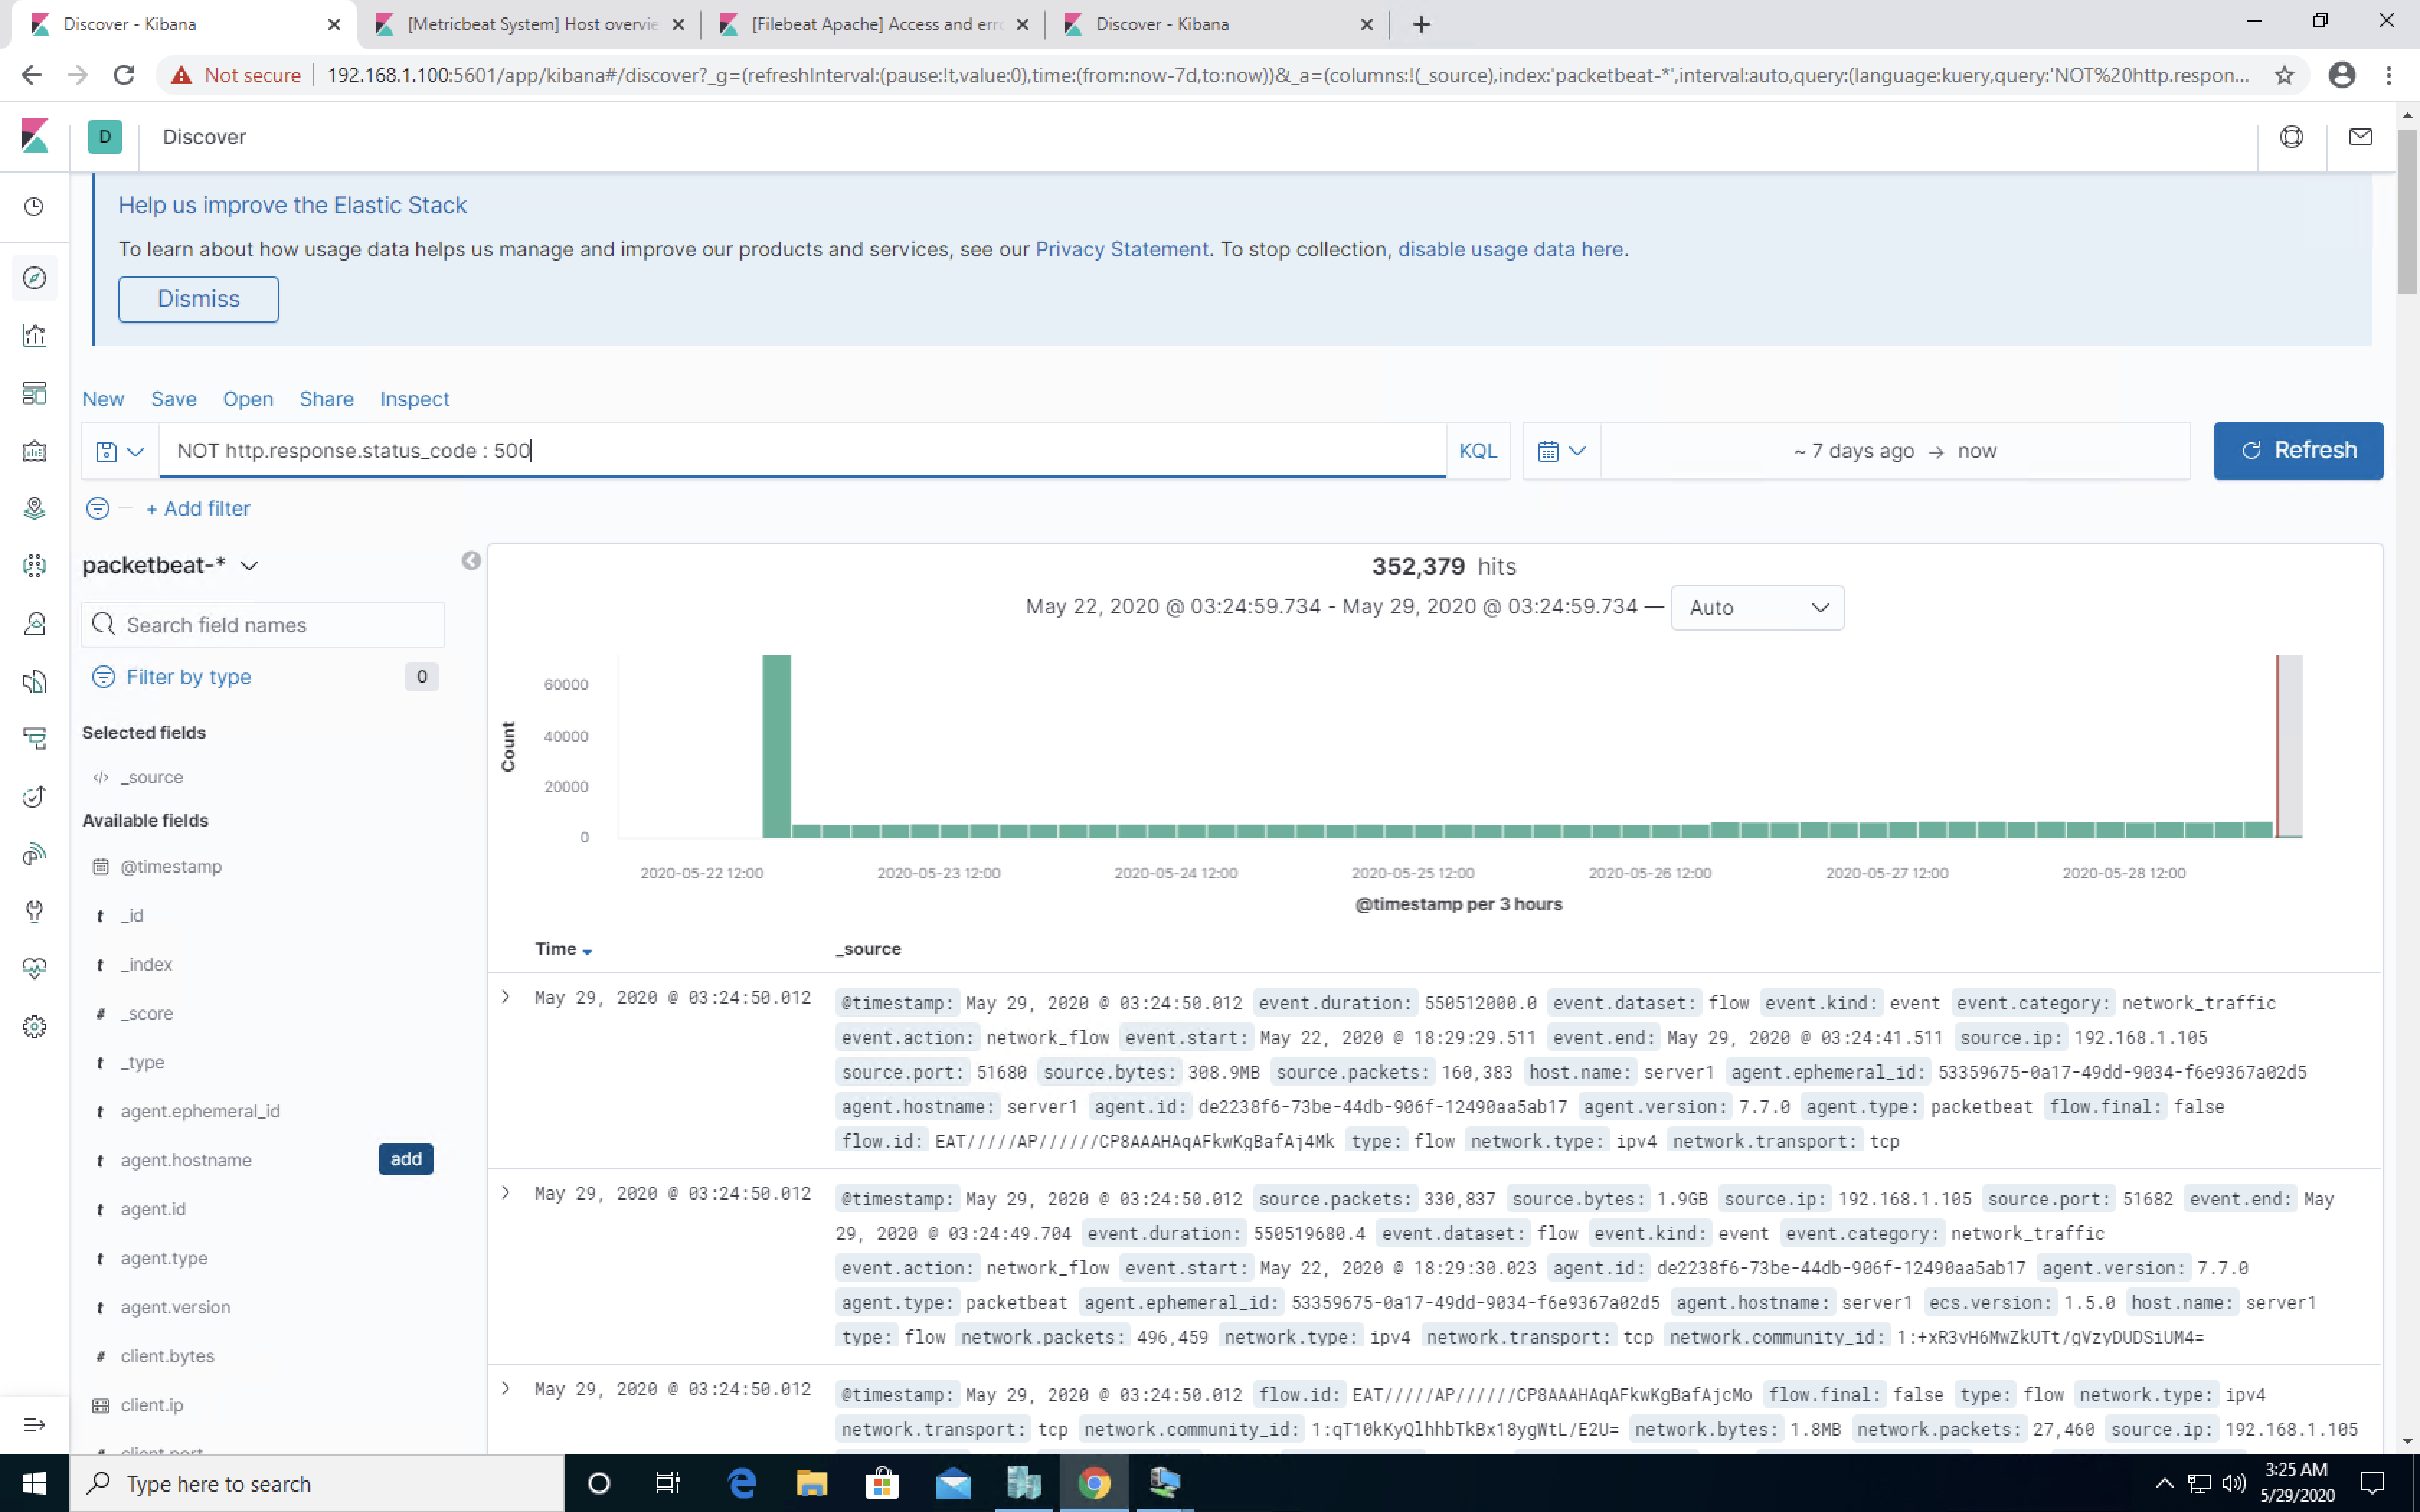 Discover - Kibana
[Metricbeat System] Host overvie
[Filebeat Apache] Access and erro
Discover - Kibana
Not secure
192.168.1.100:5601/app/kibana#/discover?_g=(refreshInterval:(pause:!t,value:0),time:(from:now-7d,to:now))&_a=(columns:!(_source),index:'packetbeat-*',interval:auto,query:(language:kuery,query:'NOT%20http.respon...
D
Discover
Help us improve the Elastic Stack
To learn about how usage data helps us manage and improve our products and services, see our Privacy Statement. To stop collection, disable usage data here.
Dismiss
New Save Open Share Inspect
NOT http.response.status_code : 500
KQL
~ 7 days ago → now
Refresh
+ Add filter
packetbeat-*
Search field names
Filter by type 0
Selected fields
</> _source
Available fields
@timestamp
t _id
t _index
# _score
t _type
t agent.ephemeral_id
t agent.hostname add
t agent.id
t agent.type
t agent.version
# client.bytes
client.ip
# client.port
352,379 hits
May 22, 2020 @ 03:24:59.734 - May 29, 2020 @ 03:24:59.734 — Auto
Count
60000
40000
20000
0
2020-05-22 12:00 2020-05-23 12:00 2020-05-24 12:00 2020-05-25 12:00 2020-05-26 12:00 2020-05-27 12:00 2020-05-28 12:00
@timestamp per 3 hours
Time _source
May 29, 2020 @ 03:24:50.012
@timestamp: May 29, 2020 @ 03:24:50.012 event.duration: 550512000.0 event.dataset: flow event.kind: event event.category: network_traffic
event.action: network_flow event.start: May 22, 2020 @ 18:29:29.511 event.end: May 29, 2020 @ 03:24:41.511 source.ip: 192.168.1.105
source.port: 51680 source.bytes: 308.9MB source.packets: 160,383 host.name: server1 agent.ephemeral_id: 53359675-0a17-49dd-9034-f6e9367a02d5
agent.hostname: server1 agent.id: de2238f6-73be-44db-906f-12490aa5ab17 agent.version: 7.7.0 agent.type: packetbeat flow.final: false
flow.id: EAT/////AP//////CP8AAAHAqAFkwKgBafAj4Mk type: flow network.type: ipv4 network.transport: tcp
May 29, 2020 @ 03:24:50.012
@timestamp: May 29, 2020 @ 03:24:50.012 source.packets: 330,837 source.bytes: 1.9GB source.ip: 192.168.1.105 source.port: 51682 event.end: May
29, 2020 @ 03:24:49.704 event.duration: 550519680.4 event.dataset: flow event.kind: event event.category: network_traffic
event.action: network_flow event.start: May 22, 2020 @ 18:29:30.023 agent.id: de2238f6-73be-44db-906f-12490aa5ab17 agent.version: 7.7.0
agent.type: packetbeat agent.ephemeral_id: 53359675-0a17-49dd-9034-f6e9367a02d5 agent.hostname: server1 ecs.version: 1.5.0 host.name: server1
type: flow network.packets: 496,459 network.type: ipv4 network.transport: tcp network.community_id: 1:+xR3vH6MwZkUTt/gVzyDUDSiUM4=
May 29, 2020 @ 03:24:50.012
@timestamp: May 29, 2020 @ 03:24:50.012 flow.id: EAT/////AP//////CP8AAAHAqAFkwKgBafAjcMo flow.final: false type: flow network.type: ipv4
network.transport: tcp network.community_id: 1:qT10kKyQlhhbTkBx18ygWtL/E2U= network.bytes: 1.8MB network.packets: 27,460 source.ip: 192.168.1.105
Type here to search
3:25 AM
5/29/2020